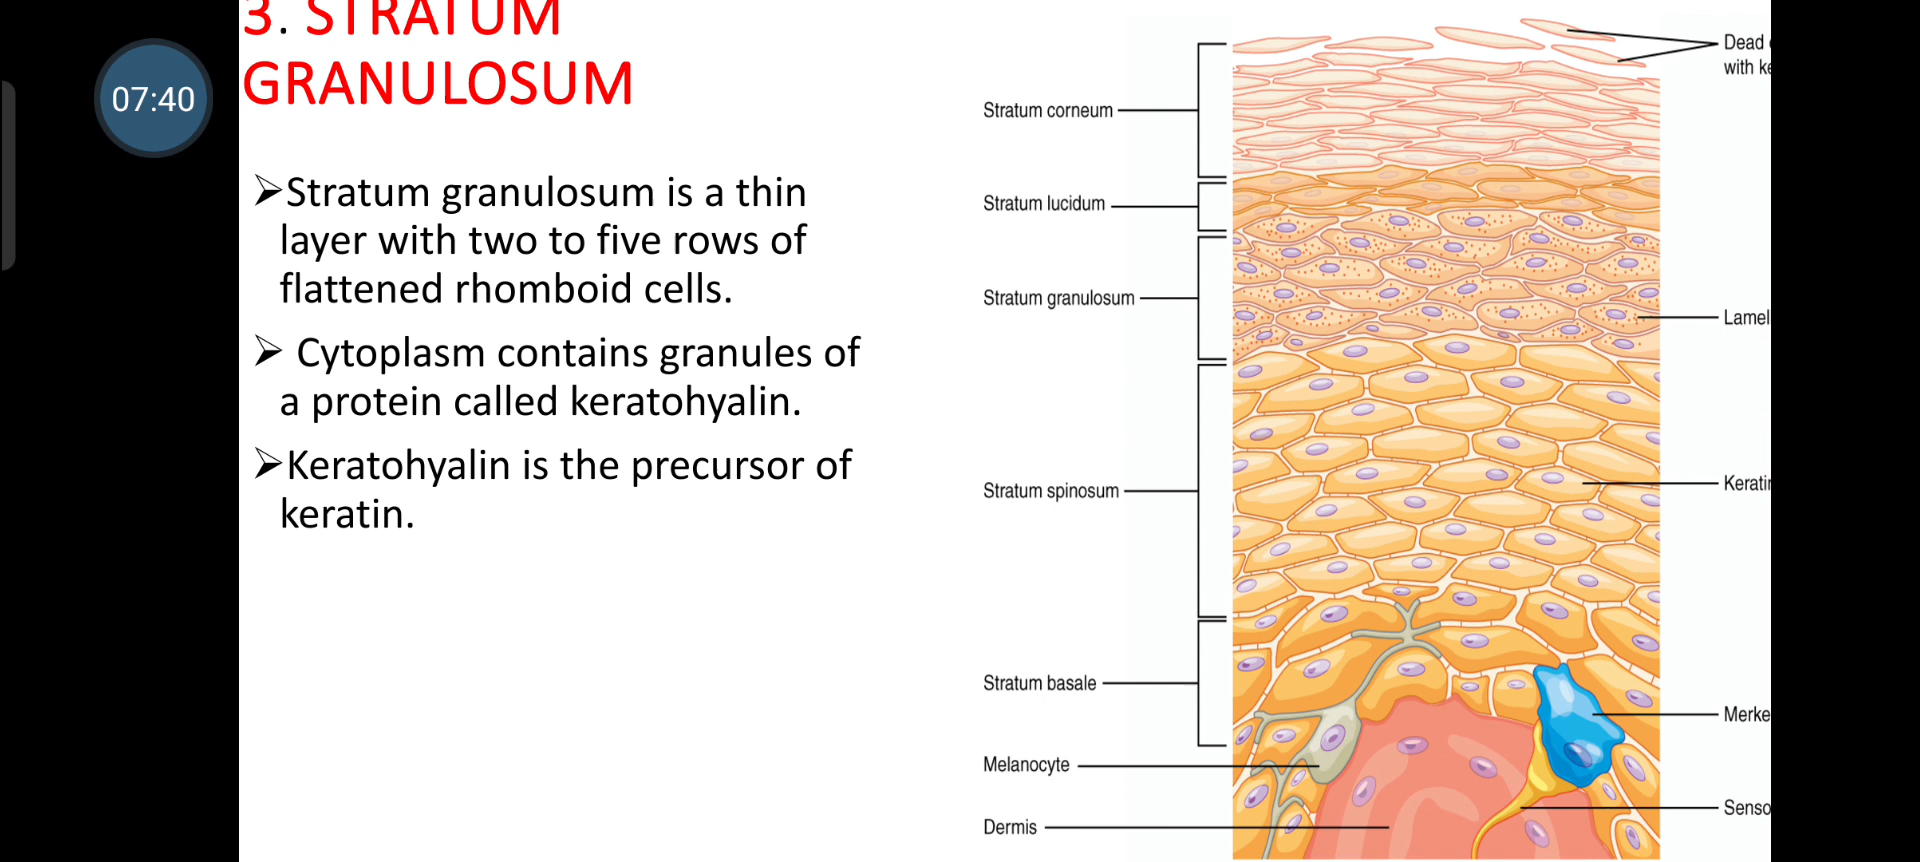 07:40
3. STRATUM
GRANULOSUM
➢Stratum granulosum is a thin
layer with two to five rows of
flattened rhomboid cells.
➢ Cytoplasm contains granules of
a protein called keratohyalin.
➢Keratohyalin is the precursor of
keratin.
Stratum corneum
Stratum lucidum
Stratum granulosum
Stratum spinosum
Stratum basale
Melanocyte
Dermis
Dead
with ke
Lamel
Keratin
Merke
Senso